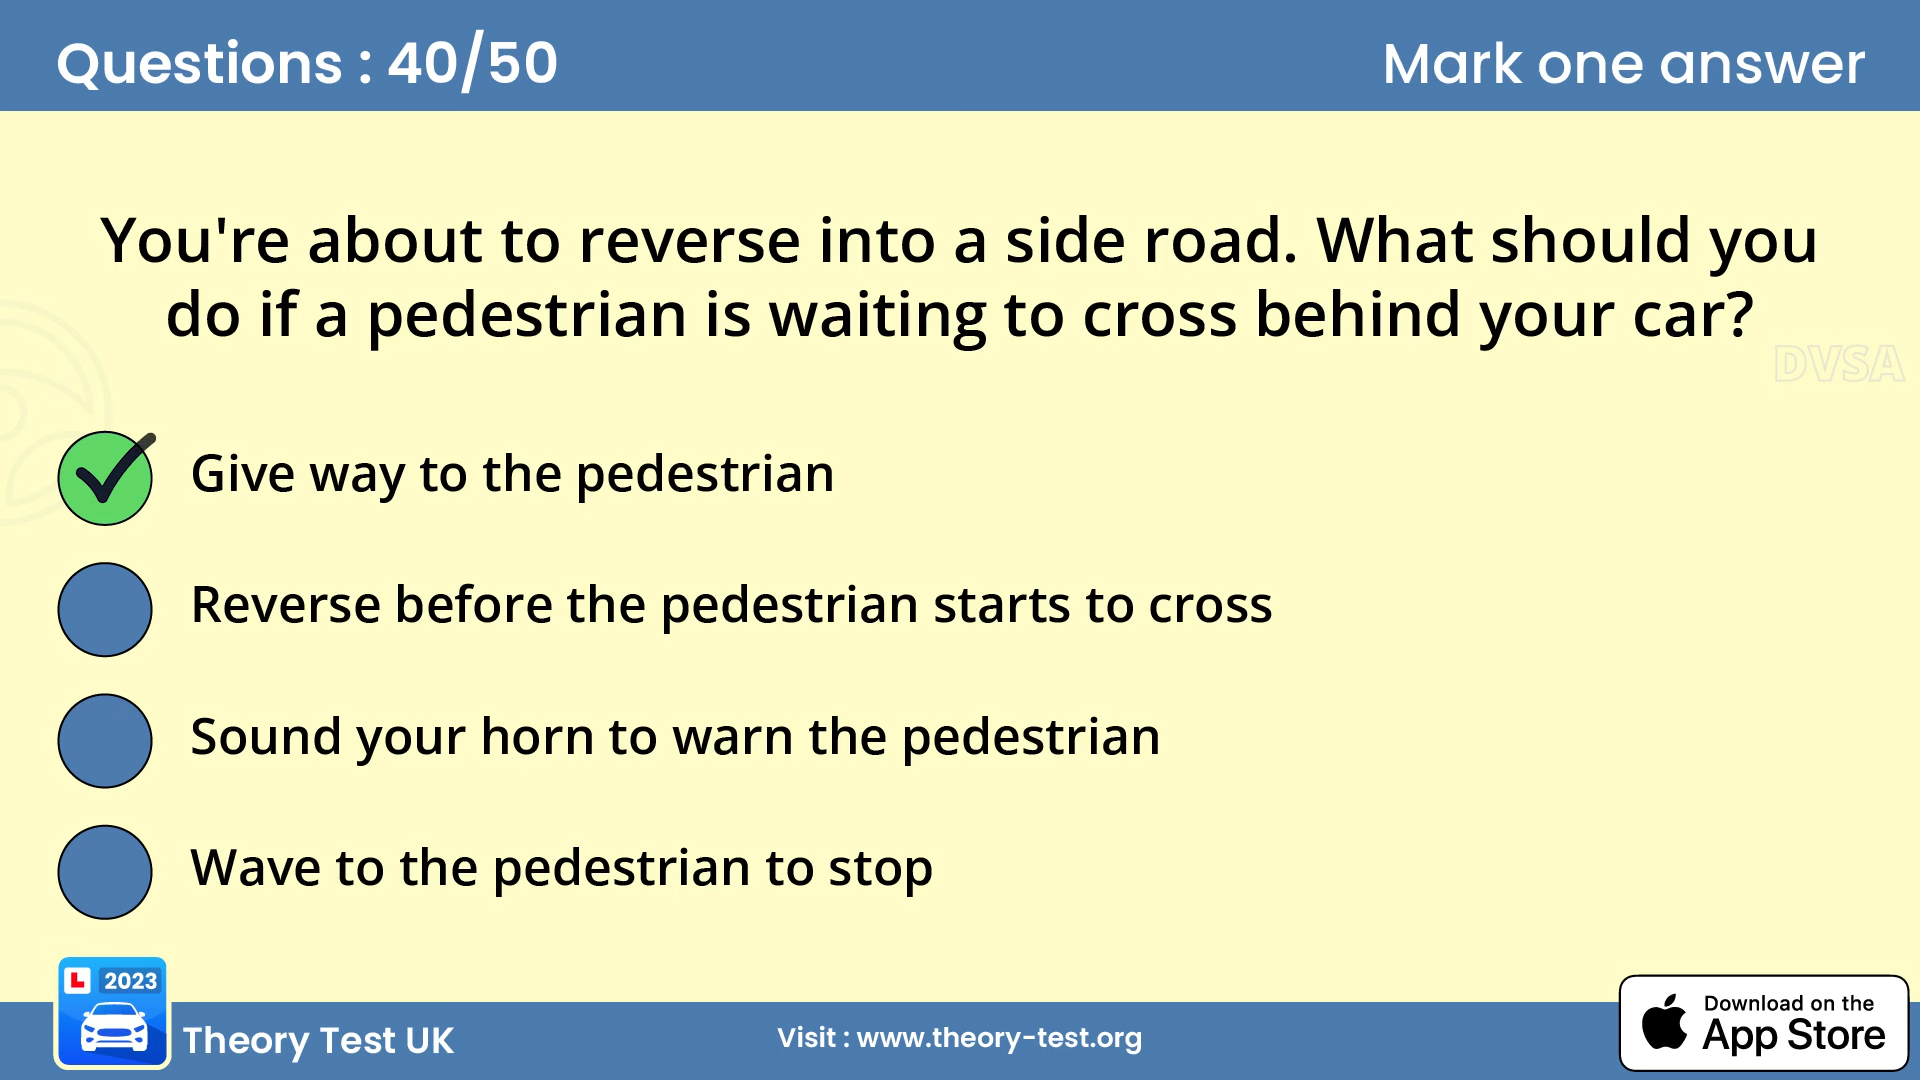 Questions : 40/50
Mark one answer
You're about to reverse into a side road. What should you
do if a pedestrian is waiting to cross behind your car?
DVSA
Give way to the pedestrian
Reverse before the pedestrian starts to cross
Sound your horn to warn the pedestrian
Wave to the pedestrian to stop
L 2023
Theory Test UK
Visit : www.theory-test.org
Download on the
App Store